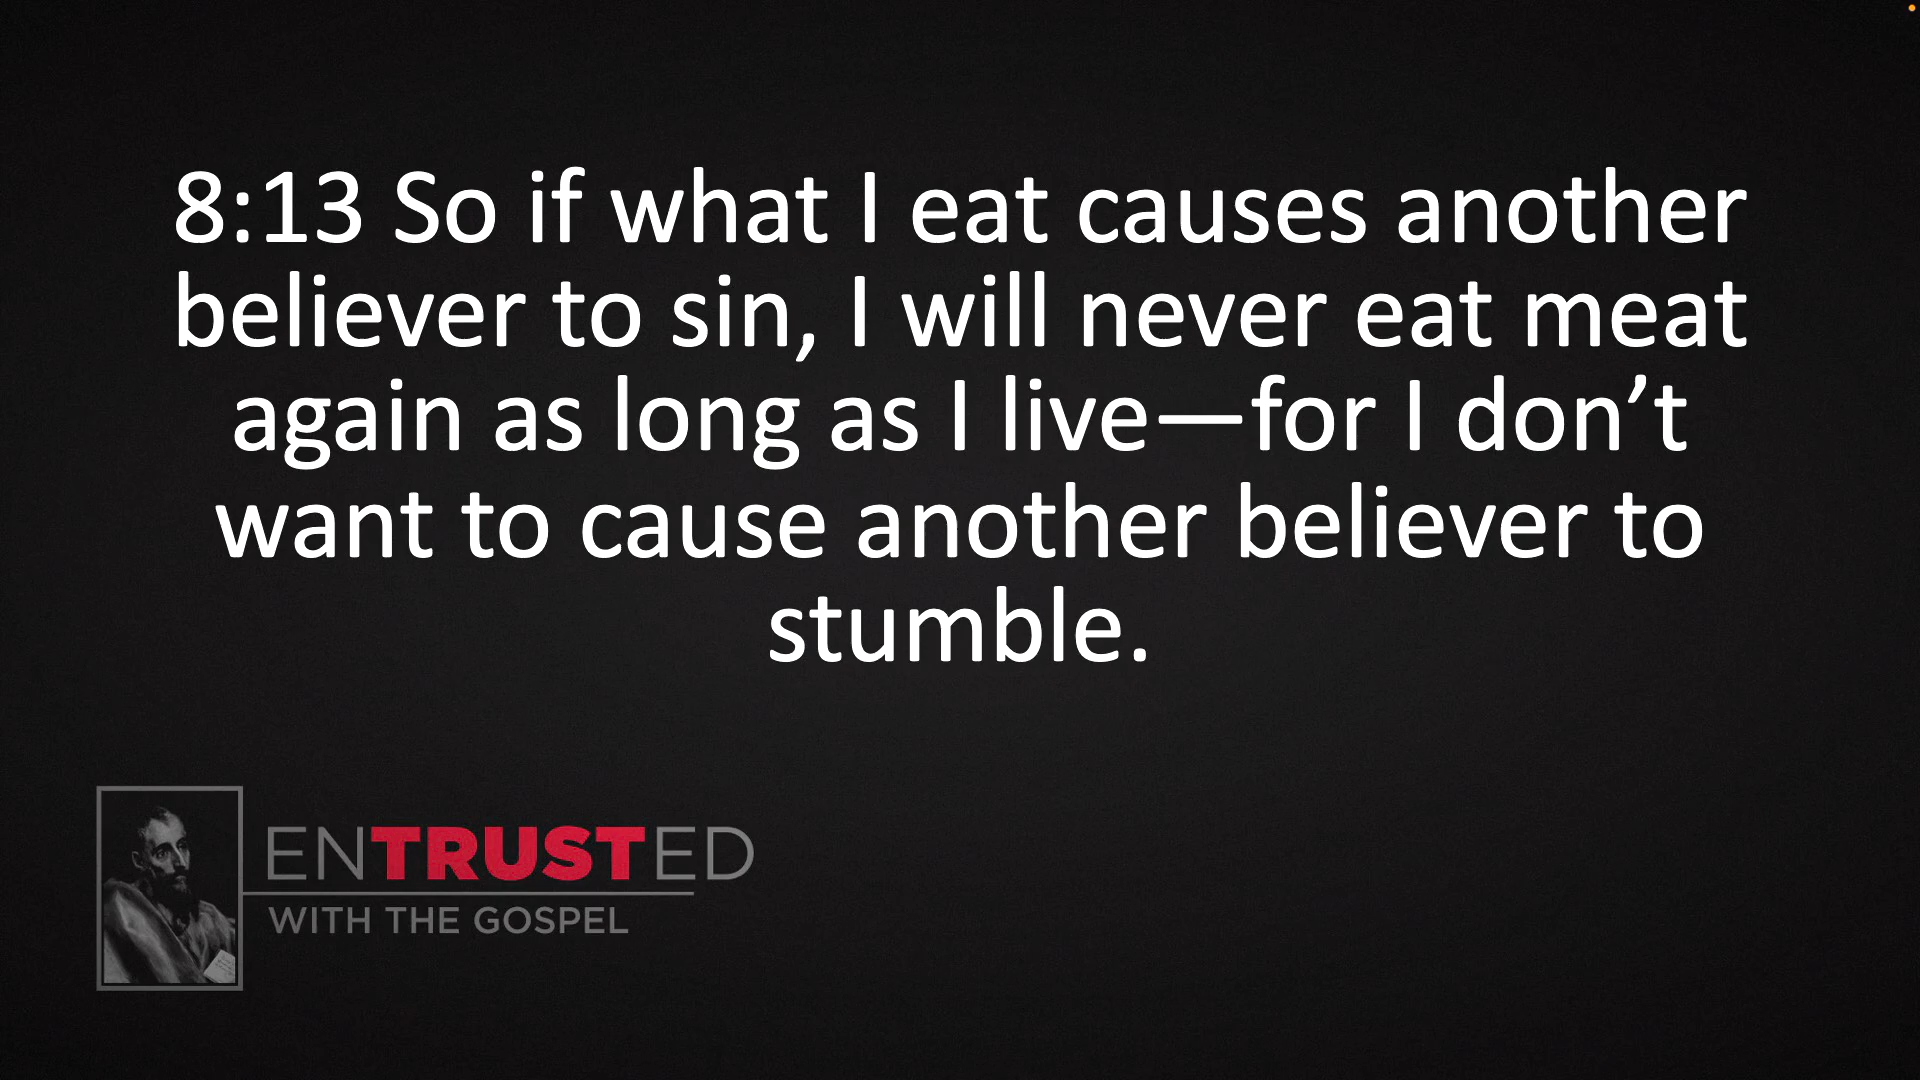 8:13 So if what I eat causes another
believer to sin, I will never eat meat
again as long as I live—for I don’t
want to cause another believer to
stumble.
ENTRUSTED
WITH THE GOSPEL